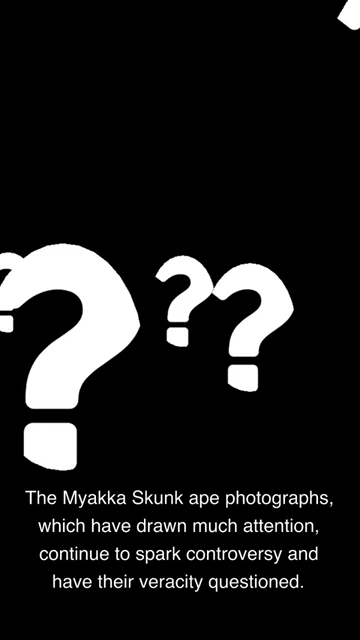 The Myakka Skunk ape photographs,
which have drawn much attention,
continue to spark controversy and
have their veracity questioned.